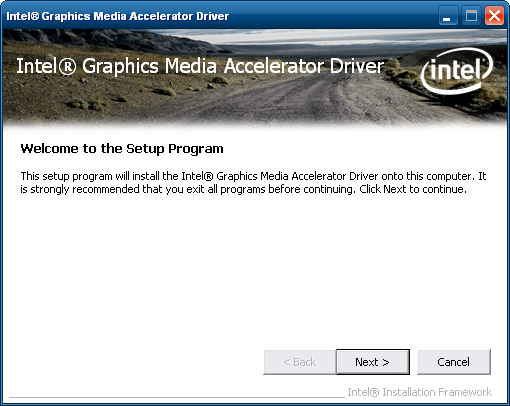 Intel® Graphics Media Accelerator Driver
Intel® Graphics Media Accelerator Driver
intel
Welcome to the Setup Program
This setup program will install the Intel® Graphics Media Accelerator Driver onto this computer. It
is strongly recommended that you exit all programs before continuing. Click Next to continue.
< Back
Next >
Cancel
Intel® Installation Framework